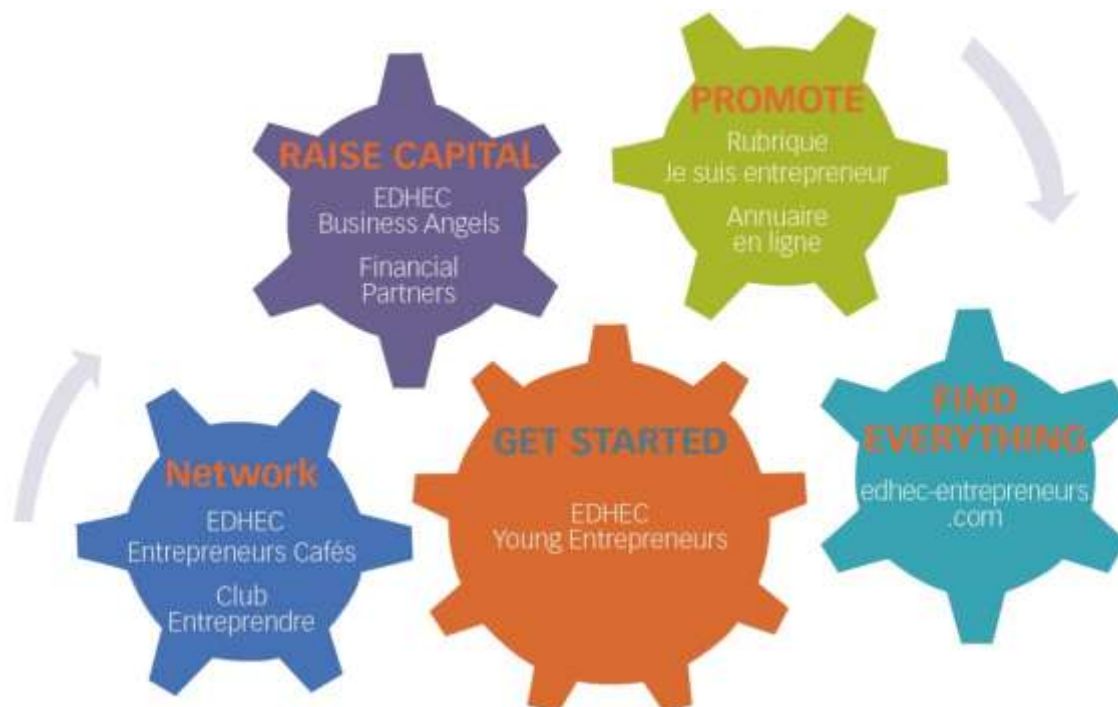 PROMOTE
Rubrique
Je suis entrepreneur
Annuaire
en ligne
RAISE CAPITAL
EDHEC
Business Angels
Financial
Partners
FIND
EVERYTHING
edhec-entrepreneurs
.com
GET STARTED
EDHEC
Young Entrepreneurs
Network
EDHEC
Entrepreneurs Cafés
Club
Entreprendre